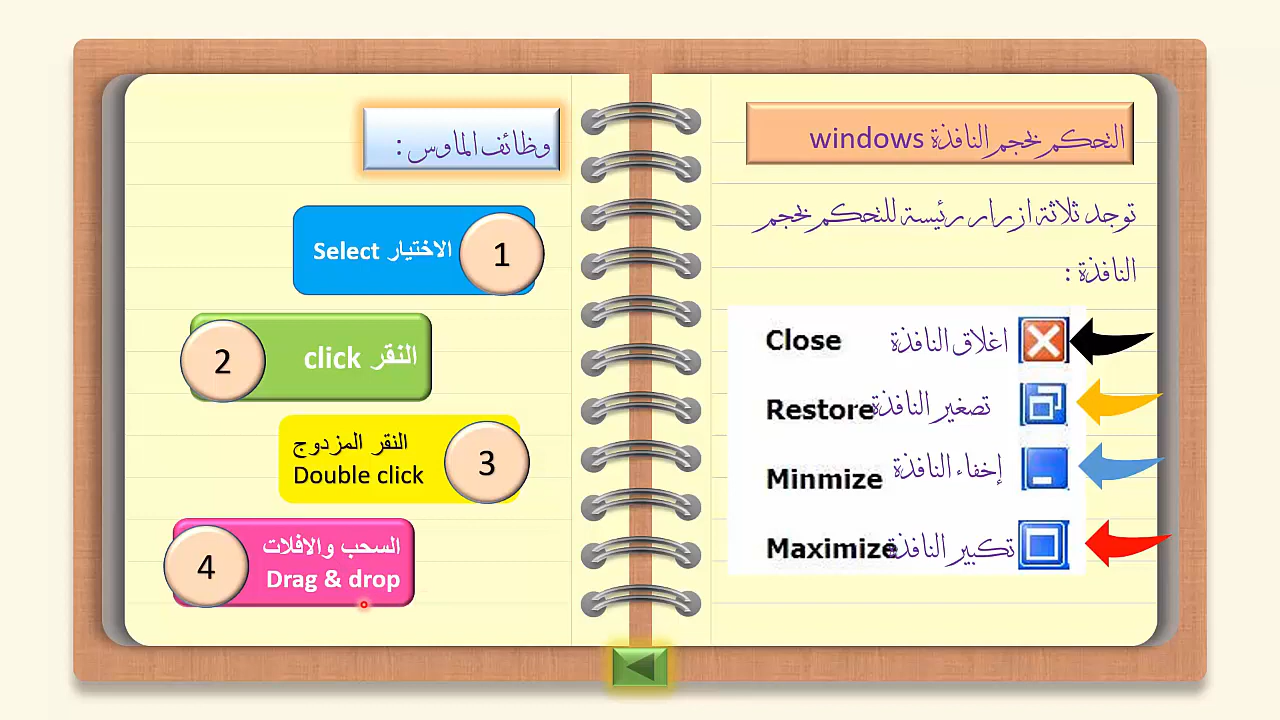 التحكم بحجم النافذة windows
توجد ثلاثة ازرار رئيسة للتحكم بحجم
النافذة :
اغلاق النافذة Close
تصغير النافذة Restore
إخفاء النافذة Minmize
تكبير النافذة Maximize
وظائف الماوس :
1 الاختيار Select
2 النقر click
3 النقر المزدوج
Double click
4 السحب والافلات
Drag & drop